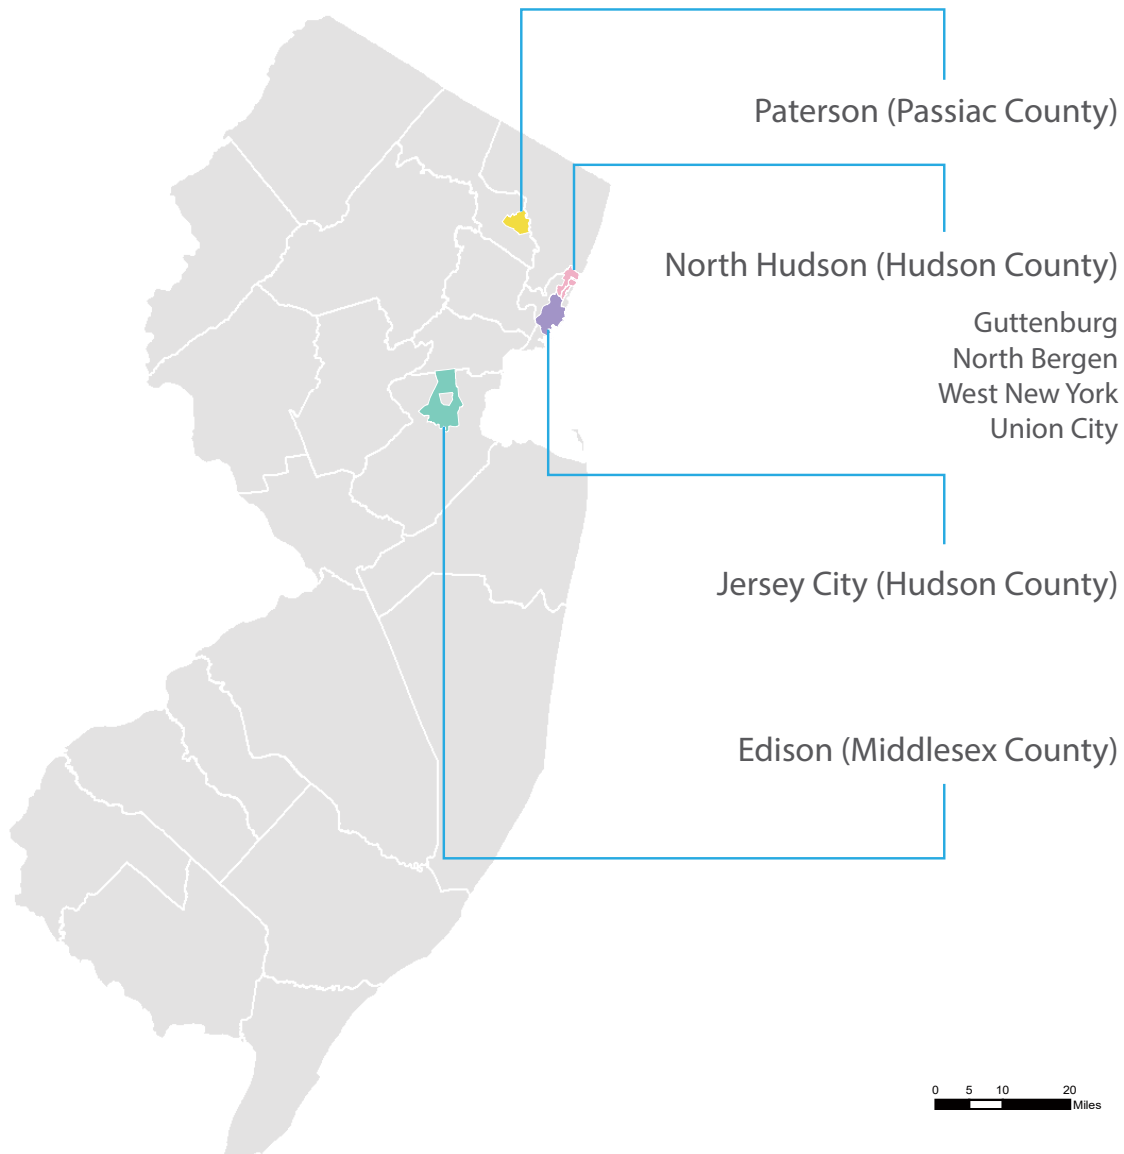 Paterson (Passiac County)
North Hudson (Hudson County)
Guttenburg
North Bergen
West New York
Union City
Jersey City (Hudson County)
Edison (Middlesex County)
0 5 10 20
Miles